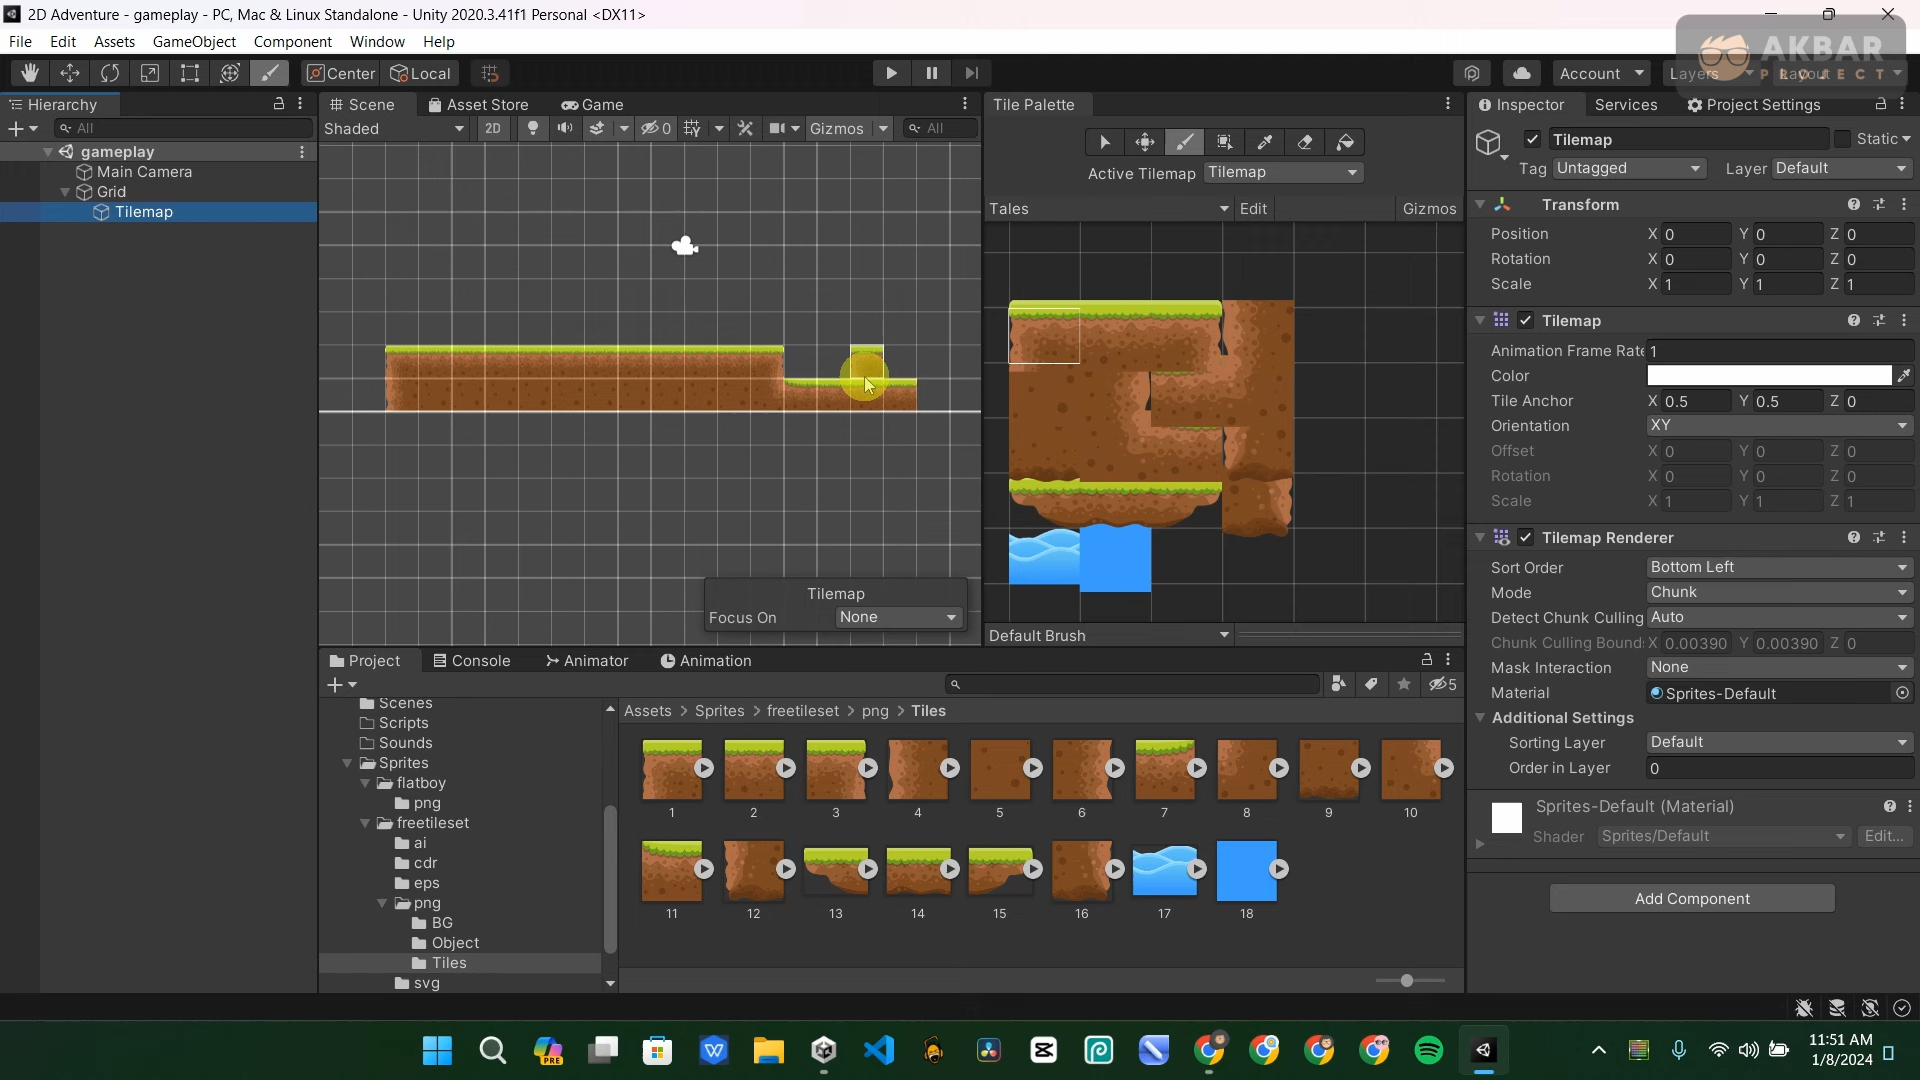 2D Adventure - gameplay - PC, Mac & Linux Standalone - Unity 2020.3.41f1 Personal <DX11>
File Edit Assets GameObject Component Window Help
AKBAR
PROJECT
Center Local
Account Layers Layout
Hierarchy
All
gameplay
Main Camera
Grid
Tilemap
Scene Asset Store Game
Shaded 2D 0 Gizmos All
Tilemap
Focus On None
Tile Palette
Active Tilemap Tilemap
Tales Edit Gizmos
Default Brush
Inspector Services Project Settings
Tilemap Static
Tag Untagged Layer Default
Transform
Position X 0 Y 0 Z 0
Rotation X 0 Y 0 Z 0
Scale X 1 Y 1 Z 1
Tilemap
Animation Frame Rate 1
Color
Tile Anchor X 0.5 Y 0.5 Z 0
Orientation XY
Offset X 0 Y 0 Z 0
Rotation X 0 Y 0 Z 0
Scale X 1 Y 1 Z 1
Tilemap Renderer
Sort Order Bottom Left
Mode Chunk
Detect Chunk Culling Auto
Chunk Culling Bound: X 0.00390 Y 0.00390 Z 0
Mask Interaction None
Material Sprites-Default
Additional Settings
Sorting Layer Default
Order in Layer 0
Sprites-Default (Material)
Shader Sprites/Default Edit...
Add Component
Project Console Animator Animation
5
Scenes
Scripts
Sounds
Sprites
flatboy
png
freetileset
ai
cdr
eps
png
BG
Object
Tiles
svg
Assets > Sprites > freetileset > png > Tiles
1 2 3 4 5 6 7 8 9 10
11 12 13 14 15 16 17 18
PRE
11:51 AM
1/8/2024